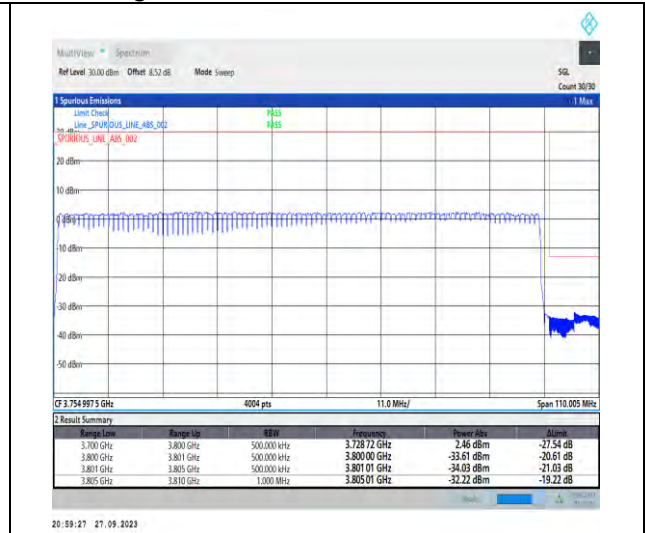 MultiView Spectrum
Ref Level 30.00 dBm Offset 8.52 dB Mode Sweep SGL
Count 30/30
1 Spurious Emissions 1 Max
Limit Check PASS
Line _SPURIOUS_LINE_ABS_002 PASS
_SPURIOUS_LINE_ABS_002
20 dBm
10 dBm
0 dBm
-10 dBm
-20 dBm
-30 dBm
-40 dBm
-50 dBm
CF 3.754 997 5 GHz 4004 pts 11.0 MHz/ Span 110.005 MHz
2 Result Summary
Range Low Range Up RBW Frequency Power Abs ΔLimit
3.700 GHz 3.800 GHz 500.000 kHz 3.728 72 GHz 2.46 dBm -27.54 dB
3.800 GHz 3.801 GHz 500.000 kHz 3.800 00 GHz -33.61 dBm -20.61 dB
3.801 GHz 3.805 GHz 500.000 kHz 3.801 01 GHz -34.03 dBm -21.03 dB
3.805 GHz 3.810 GHz 1.000 MHz 3.805 01 GHz -32.22 dBm -19.22 dB
20:59:27 27.09.2023